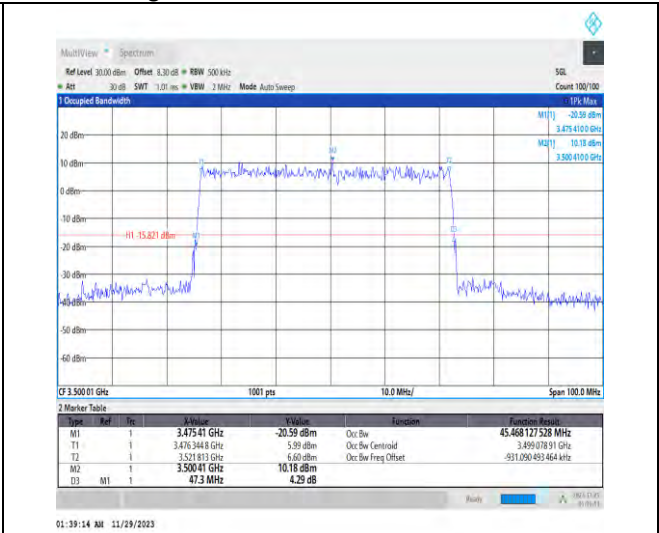 MultiView Spectrum
Ref Level 30.00 dBm Offset 8.30 dB RBW 500 kHz SGL
Att 30 dB SWT 1.01 ms VBW 2 MHz Mode Auto Sweep Count 100/100
1 Occupied Bandwidth 1Pk Max
M1[1] -20.59 dBm
3.475 410 0 GHz
M2[1] 10.18 dBm
3.500 410 0 GHz
20 dBm
M2
10 dBm
T1 T2
0 dBm
-10 dBm
H1 -15.821 dBm
-20 dBm
-30 dBm
-40 dBm
-50 dBm
-60 dBm
CF 3.500 01 GHz 1001 pts 10.0 MHz/ Span 100.0 MHz
2 Marker Table
Type Ref Trc X-Value Y-Value Function Function Result
M1 1 3.475 41 GHz -20.59 dBm Occ Bw 45.468 127 528 MHz
T1 1 3.476 344 8 GHz 5.99 dBm Occ Bw Centroid 3.499 078 91 GHz
T2 1 3.521 813 GHz 6.60 dBm Occ Bw Freq Offset -931.090 493 464 kHz
M2 1 3.500 41 GHz 10.18 dBm
D3 M1 1 47.3 MHz 4.29 dB
Ready
01:39:14 AM 11/29/2023